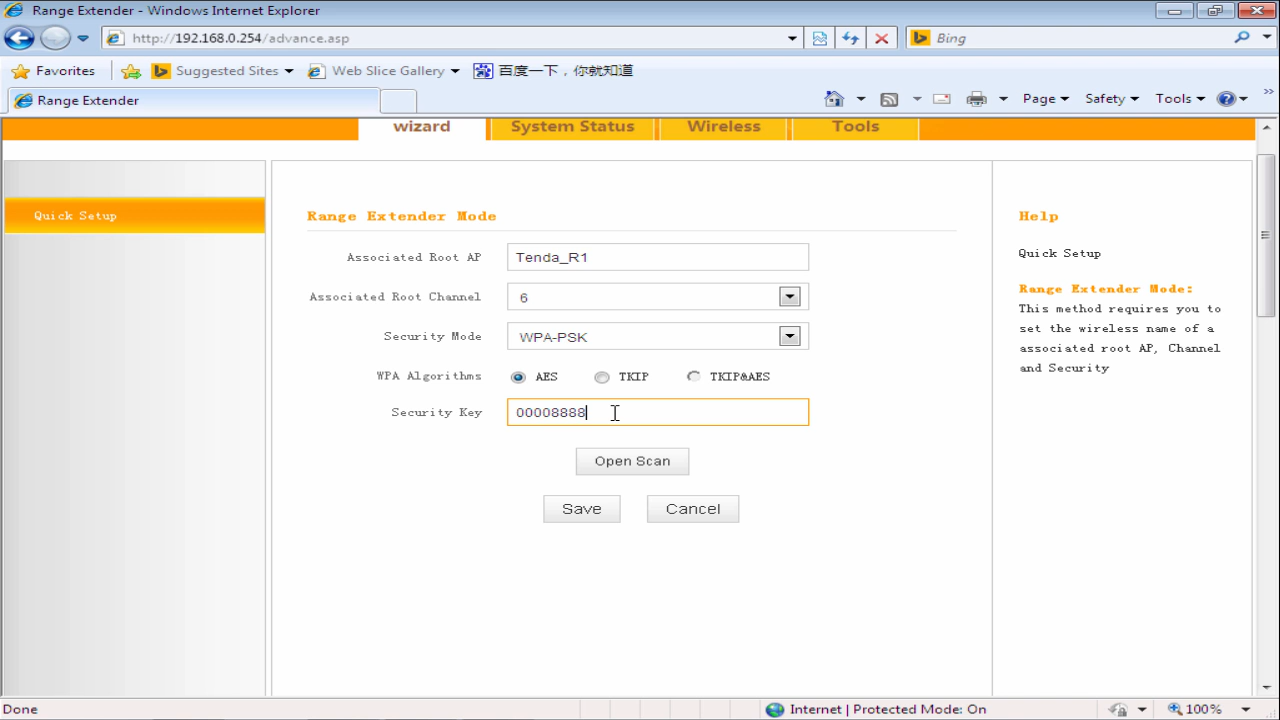 Range Extender - Windows Internet Explorer
http://192.168.0.254/advance.asp
Bing
Favorites
Suggested Sites
Web Slice Gallery
百度一下，你就知道
Range Extender
Page
Safety
Tools
»
wizard
System Status
Wireless
Tools
Quick Setup
Range Extender Mode
Associated Root AP
Tenda_R1
Associated Root Channel
6
Security Mode
WPA-PSK
WPA Algorithms
AES
TKIP
TKIP&AES
Security Key
00008888
Open Scan
Save
Cancel
Help
Quick Setup
Range Extender Mode:
This method requires you to
set the wireless name of a
associated root AP, Channel
and Security
Done
Internet | Protected Mode: On
100%